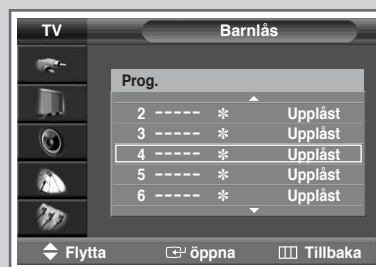 TV Barnlås
Prog.
2 ----- ✻ Upplåst
3 ----- ✻ Upplåst
4 ----- ✻ Upplåst
5 ----- ✻ Upplåst
6 ----- ✻ Upplåst
Flytta öppna Tillbaka